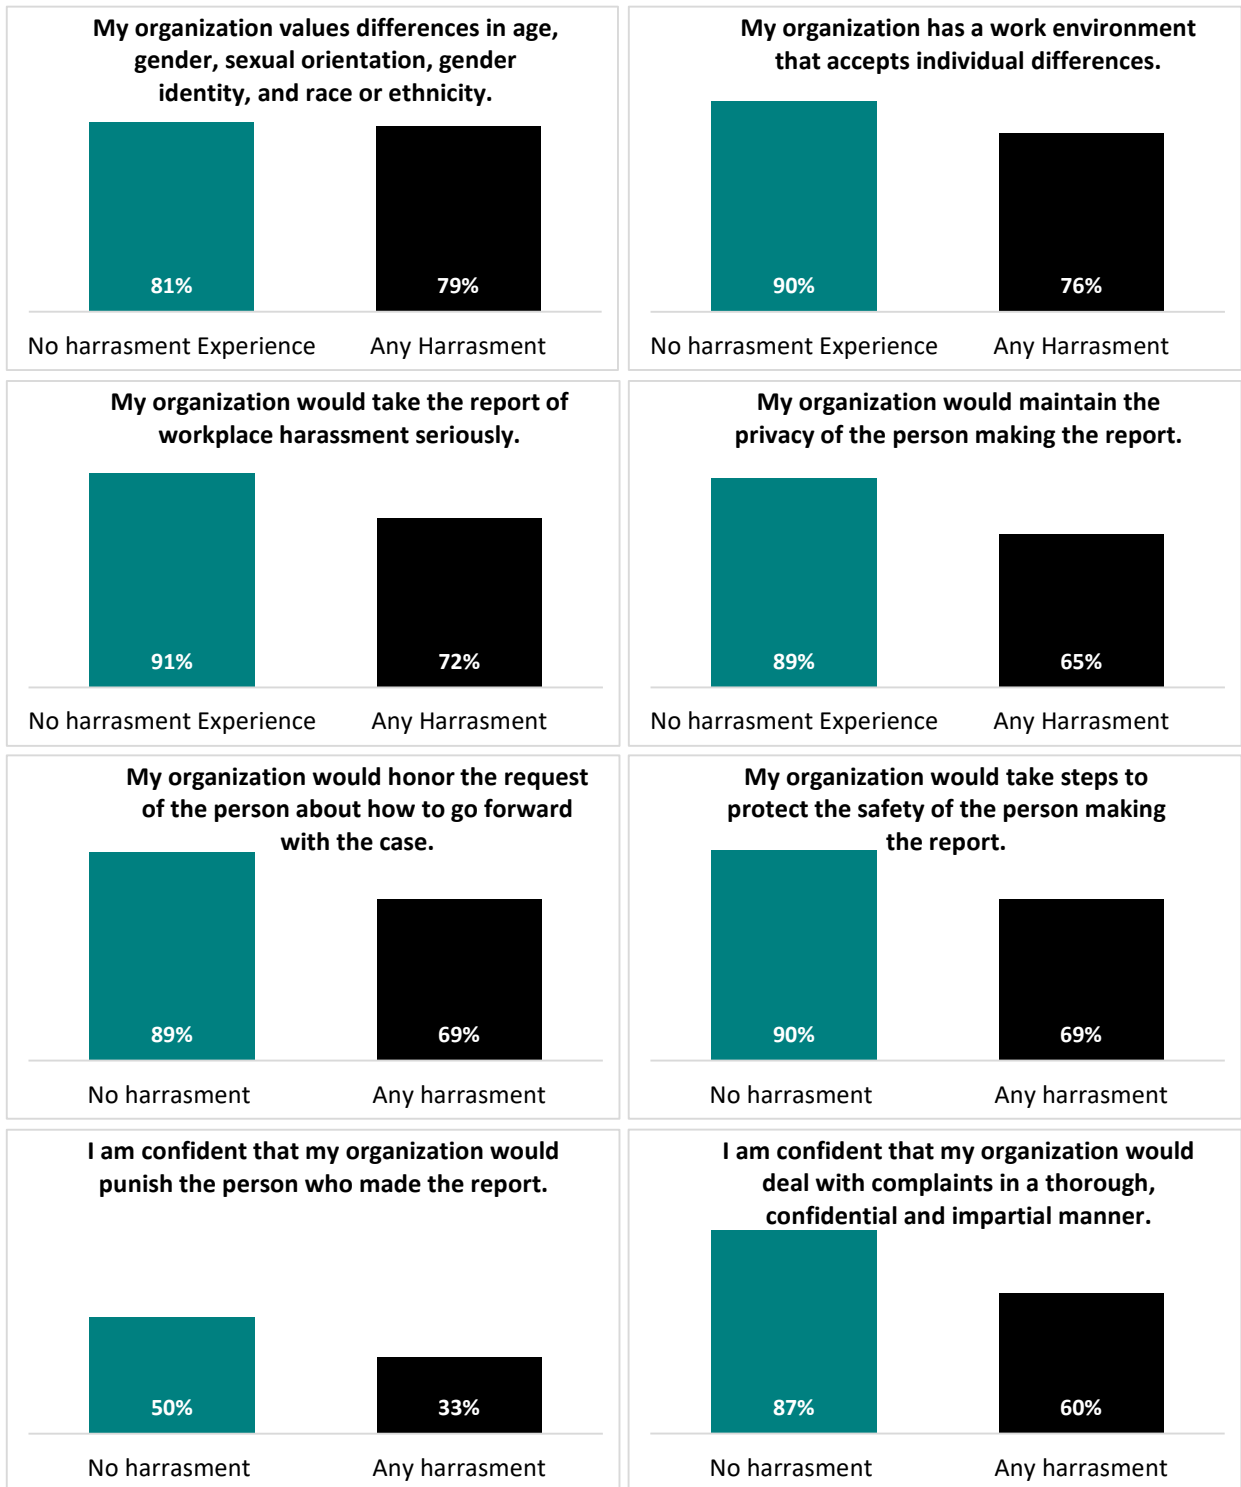 My organization values differences in age,
gender, sexual orientation, gender
identity, and race or ethnicity.
81%
79%
No harrasment Experience
Any Harrasment
My organization has a work environment
that accepts individual differences.
90%
76%
No harrasment Experience
Any Harrasment
My organization would take the report of
workplace harassment seriously.
91%
72%
No harrasment Experience
Any Harrasment
My organization would maintain the
privacy of the person making the report.
89%
65%
No harrasment Experience
Any Harrasment
My organization would honor the request
of the person about how to go forward
with the case.
89%
69%
No harrasment
Any harrasment
My organization would take steps to
protect the safety of the person making
the report.
90%
69%
No harrasment
Any harrasment
I am confident that my organization would
punish the person who made the report.
50%
33%
No harrasment
Any harrasment
I am confident that my organization would
deal with complaints in a thorough,
confidential and impartial manner.
87%
60%
No harrasment
Any harrasment